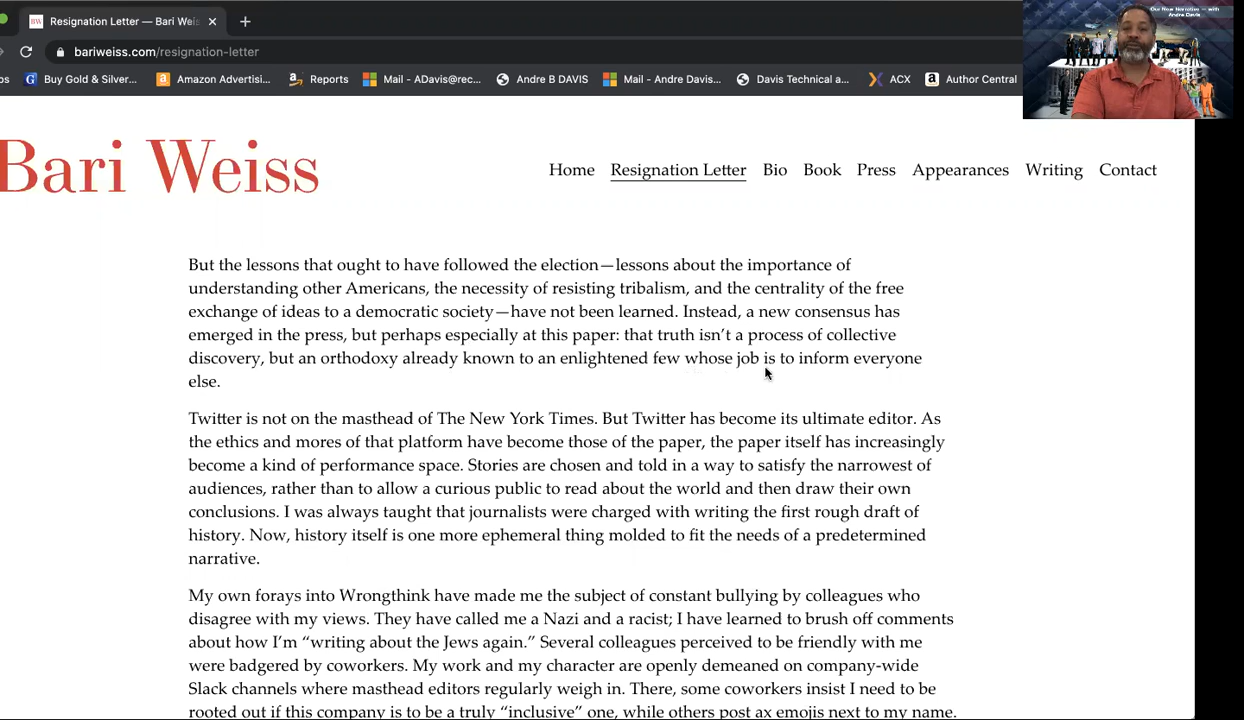 Resignation Letter — Bari Wei
bariweiss.com/resignation-letter
os Buy Gold & Silver... Amazon Advertisi... Reports Mail - ADavis@rec... Andre B DAVIS Mail - Andre Davis... Davis Technical a... ACX Author Central
Our New Narrative — with
Andre Davis
Bari Weiss
Home Resignation Letter Bio Book Press Appearances Writing Contact
But the lessons that ought to have followed the election—lessons about the importance of
understanding other Americans, the necessity of resisting tribalism, and the centrality of the free
exchange of ideas to a democratic society—have not been learned. Instead, a new consensus has
emerged in the press, but perhaps especially at this paper: that truth isn’t a process of collective
discovery, but an orthodoxy already known to an enlightened few whose job is to inform everyone
else.
Twitter is not on the masthead of The New York Times. But Twitter has become its ultimate editor. As
the ethics and mores of that platform have become those of the paper, the paper itself has increasingly
become a kind of performance space. Stories are chosen and told in a way to satisfy the narrowest of
audiences, rather than to allow a curious public to read about the world and then draw their own
conclusions. I was always taught that journalists were charged with writing the first rough draft of
history. Now, history itself is one more ephemeral thing molded to fit the needs of a predetermined
narrative.
My own forays into Wrongthink have made me the subject of constant bullying by colleagues who
disagree with my views. They have called me a Nazi and a racist; I have learned to brush off comments
about how I’m “writing about the Jews again.” Several colleagues perceived to be friendly with me
were badgered by coworkers. My work and my character are openly demeaned on company-wide
Slack channels where masthead editors regularly weigh in. There, some coworkers insist I need to be
rooted out if this company is to be a truly “inclusive” one, while others post ax emojis next to my name.